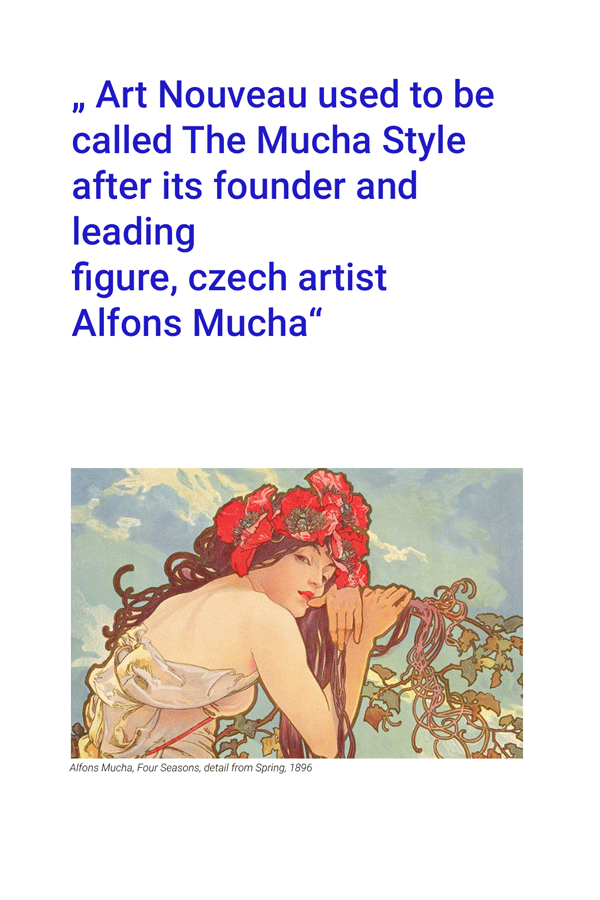 „ Art Nouveau used to be
called The Mucha Style
after its founder and
leading
figure, czech artist
Alfons Mucha“
Alfons Mucha, Four Seasons, detail from Spring, 1896